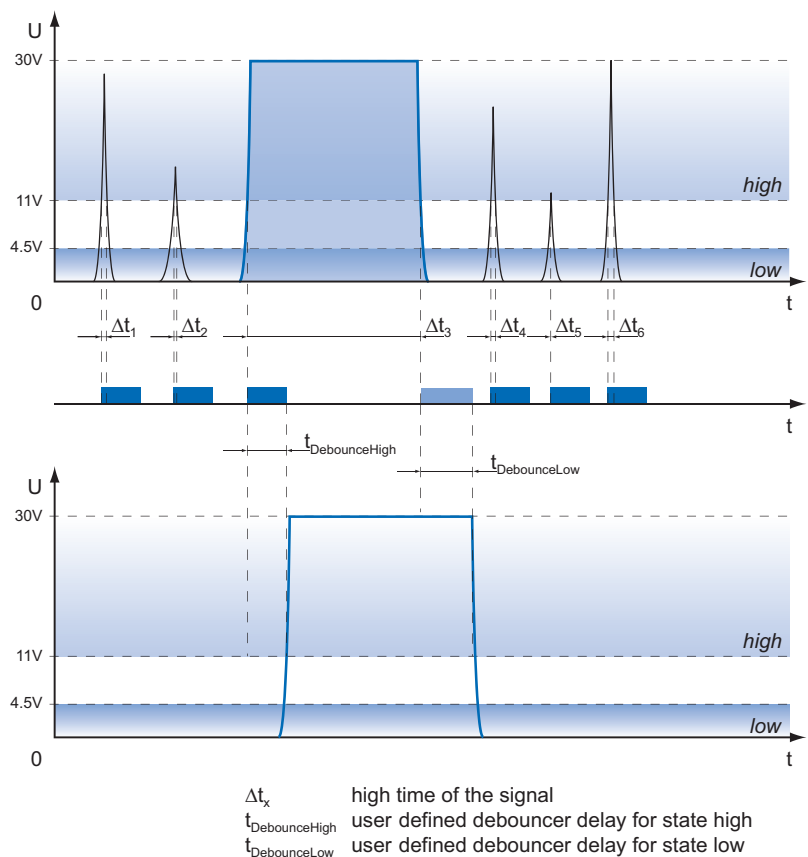 U
30V
high
11V
4.5V
low
0
t
Δt1
Δt2
Δt3
Δt4
Δt5
Δt6
t
tDebounceHigh
tDebounceLow
U
30V
high
11V
4.5V
low
0
t
Δtx high time of the signal
tDebounceHigh user defined debouncer delay for state high
tDebounceLow user defined debouncer delay for state low